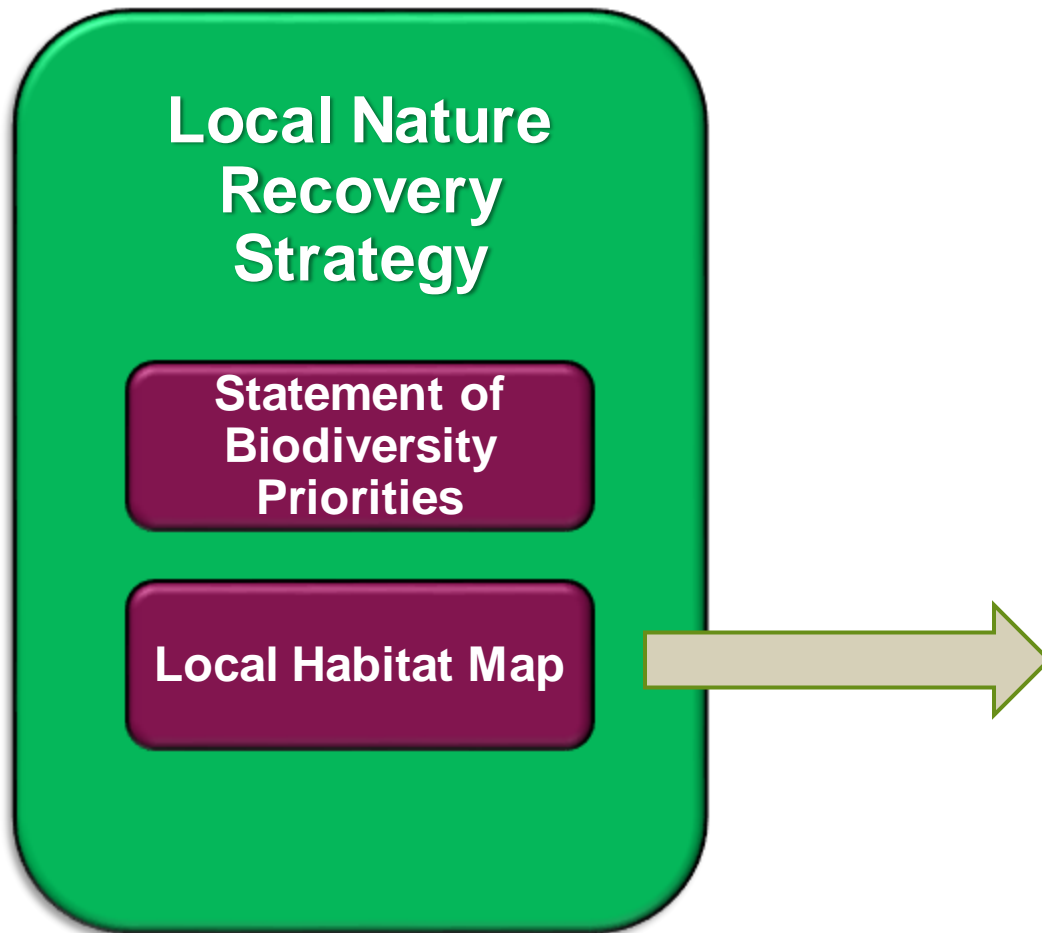 Local Nature
Recovery
Strategy
Statement of
Biodiversity
Priorities
Local Habitat Map